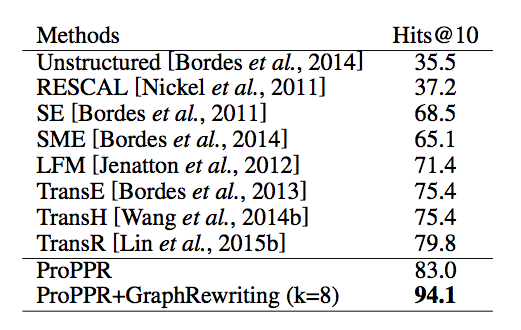 Methods Hits@10
Unstructured [Bordes et al., 2014] 35.5
RESCAL [Nickel et al., 2011] 37.2
SE [Bordes et al., 2011] 68.5
SME [Bordes et al., 2014] 65.1
LFM [Jenatton et al., 2012] 71.4
TransE [Bordes et al., 2013] 75.4
TransH [Wang et al., 2014b] 75.4
TransR [Lin et al., 2015b] 79.8
ProPPR 83.0
ProPPR+GraphRewriting (k=8) 94.1